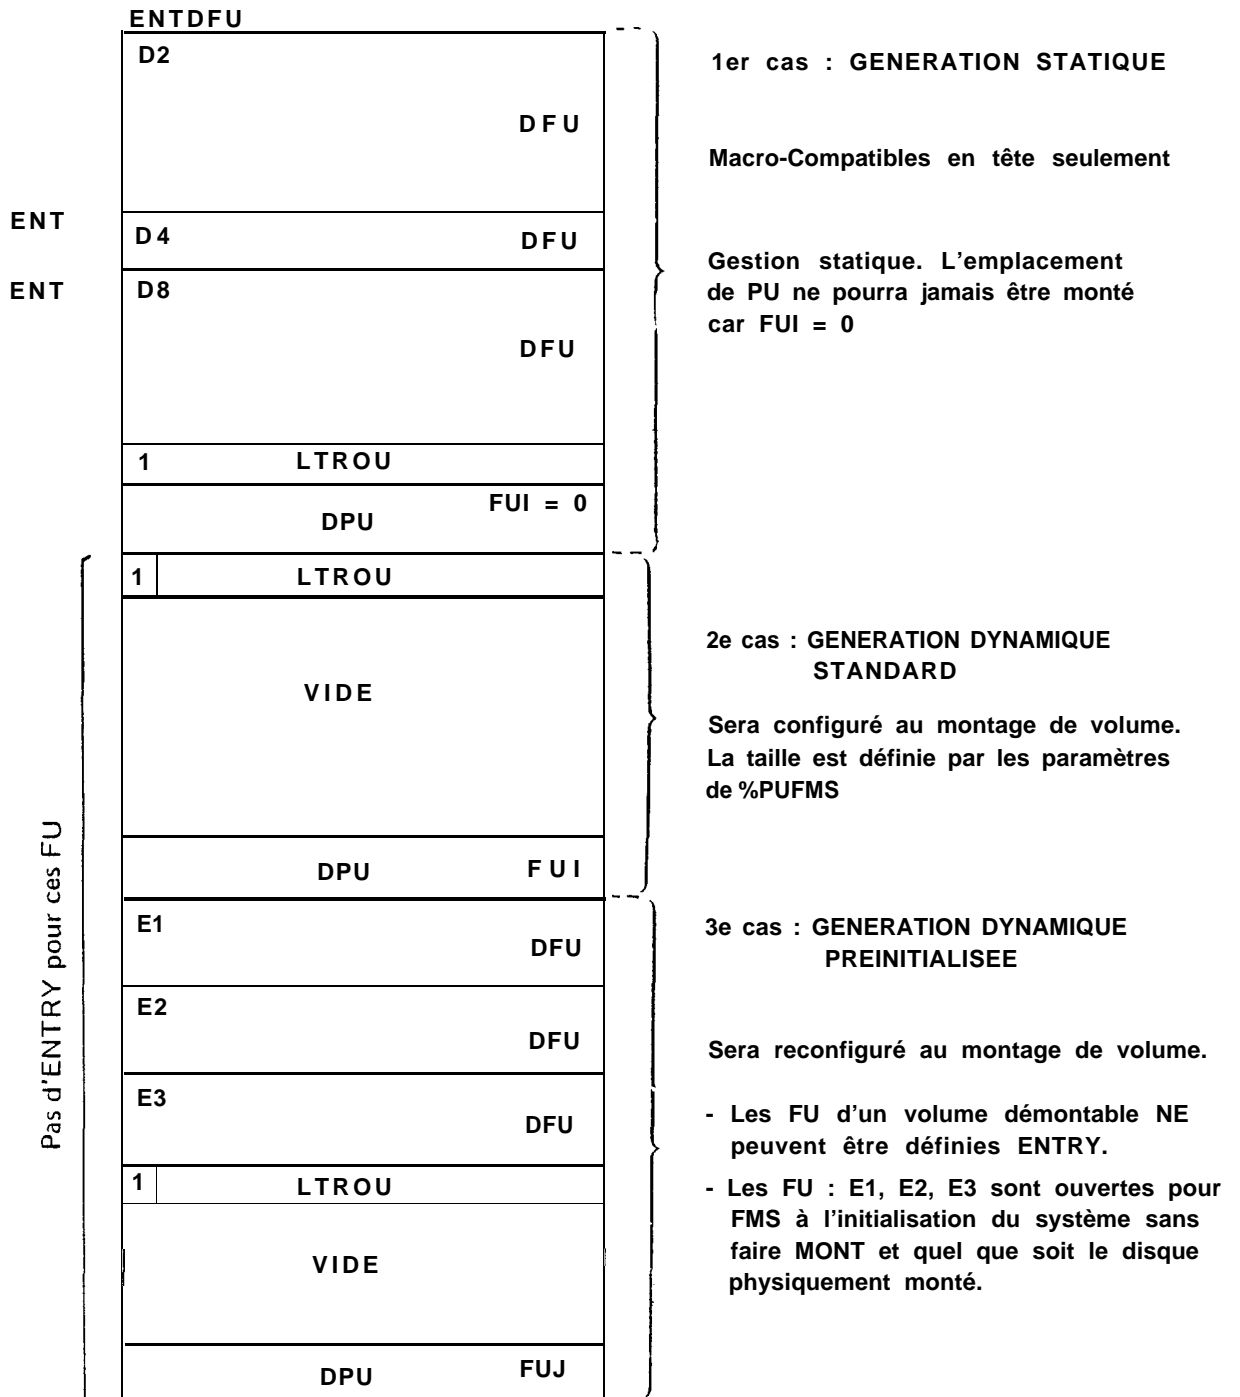 ENTDFU
D2
DFU
ENT
D4
DFU
ENT
D8
DFU
1 LTROU
FUI = 0
DPU
1 LTROU
VIDE
DPU
FUI
E1
DFU
E2
DFU
E3
DFU
1 LTROU
VIDE
DPU
FUJ
Pas d'ENTRY pour ces FU
1er cas : GENERATION STATIQUE
Macro-Compatibles en tête seulement
Gestion statique. L'emplacement
de PU ne pourra jamais être monté
car FUI = 0
2e cas : GENERATION DYNAMIQUE
STANDARD
Sera configuré au montage de volume.
La taille est définie par les paramètres
de %PUFMS
3e cas : GENERATION DYNAMIQUE
PREINITIALISEE
Sera reconfiguré au montage de volume.
- Les FU d'un volume démontable NE
peuvent être définies ENTRY.
- Les FU : E1, E2, E3 sont ouvertes pour
FMS à l'initialisation du système sans
faire MONT et quel que soit le disque
physiquement monté.